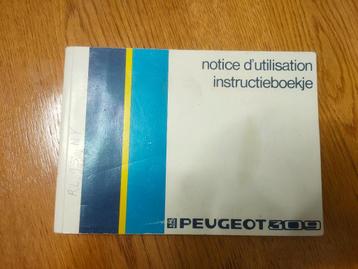 notice d'utilisation
instructieboekje
PEUGEOT 309